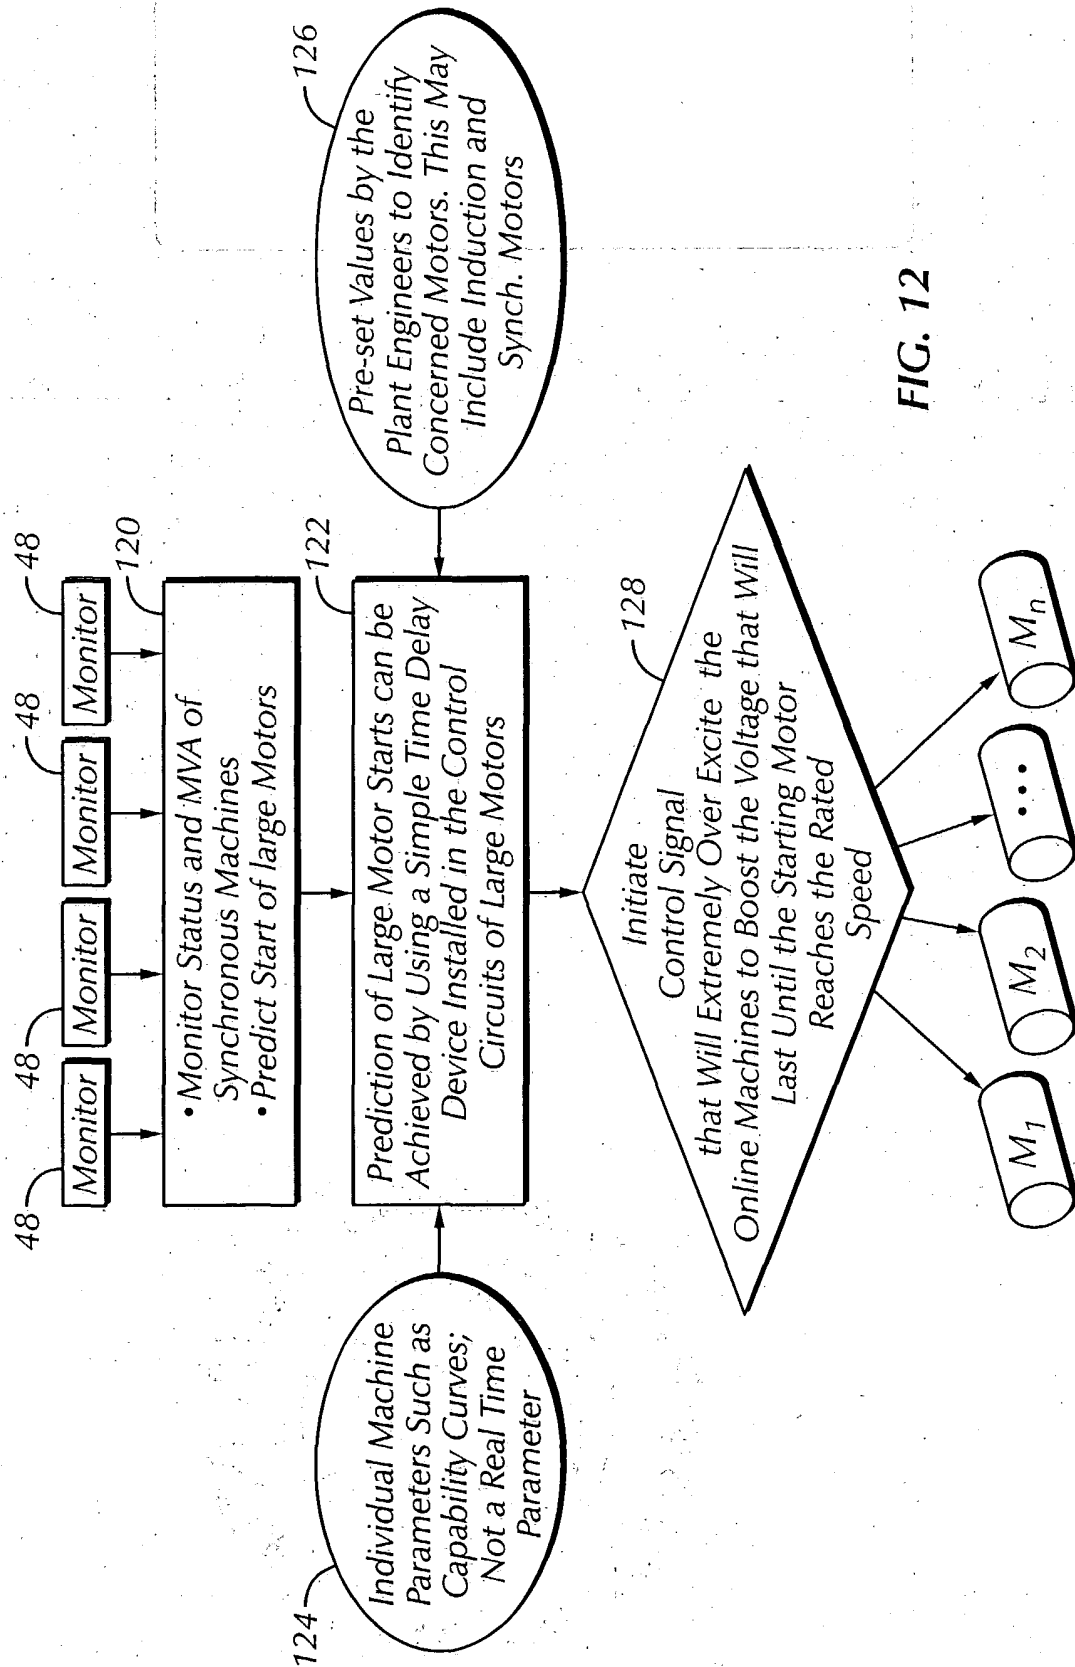 48
48
48
48
Monitor
Monitor
Monitor
Monitor
120
• Monitor Status and MVA of
Synchronous Machines
• Predict Start of large Motors
122
Prediction of Large Motor Starts can be
Achieved by Using a Simple Time Delay
Device Installed in the Control
Circuits of Large Motors
124
Individual Machine
Parameters Such as
Capability Curves;
Not a Real Time
Parameter
126
Pre-set Values by the
Plant Engineers to Identify
Concerned Motors. This May
Include Induction and
Synch. Motors
128
Initiate
Control Signal
that Will Extremely Over Excite the
Online Machines to Boost the Voltage that Will
Last Until the Starting Motor
Reaches the Rated
Speed
M1
M2
• • • •
Mn
FIG. 12